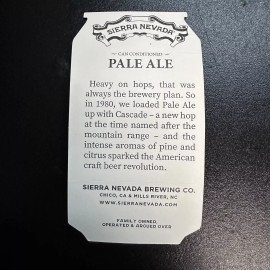 SIERRA NEVADA
CAN CONDITIONED
PALE ALE
Heavy on hops, that was
always the brewery plan. So
in 1980, we loaded Pale Ale
up with Cascade – a new hop
at the time named after the
mountain range – and the
intense aromas of pine and
citrus sparked the American
craft beer revolution.
SIERRA NEVADA BREWING CO.
CHICO, CA & MILLS RIVER, NC
WWW.SIERRANEVADA.COM
FAMILY OWNED,
OPERATED & ARGUED OVER